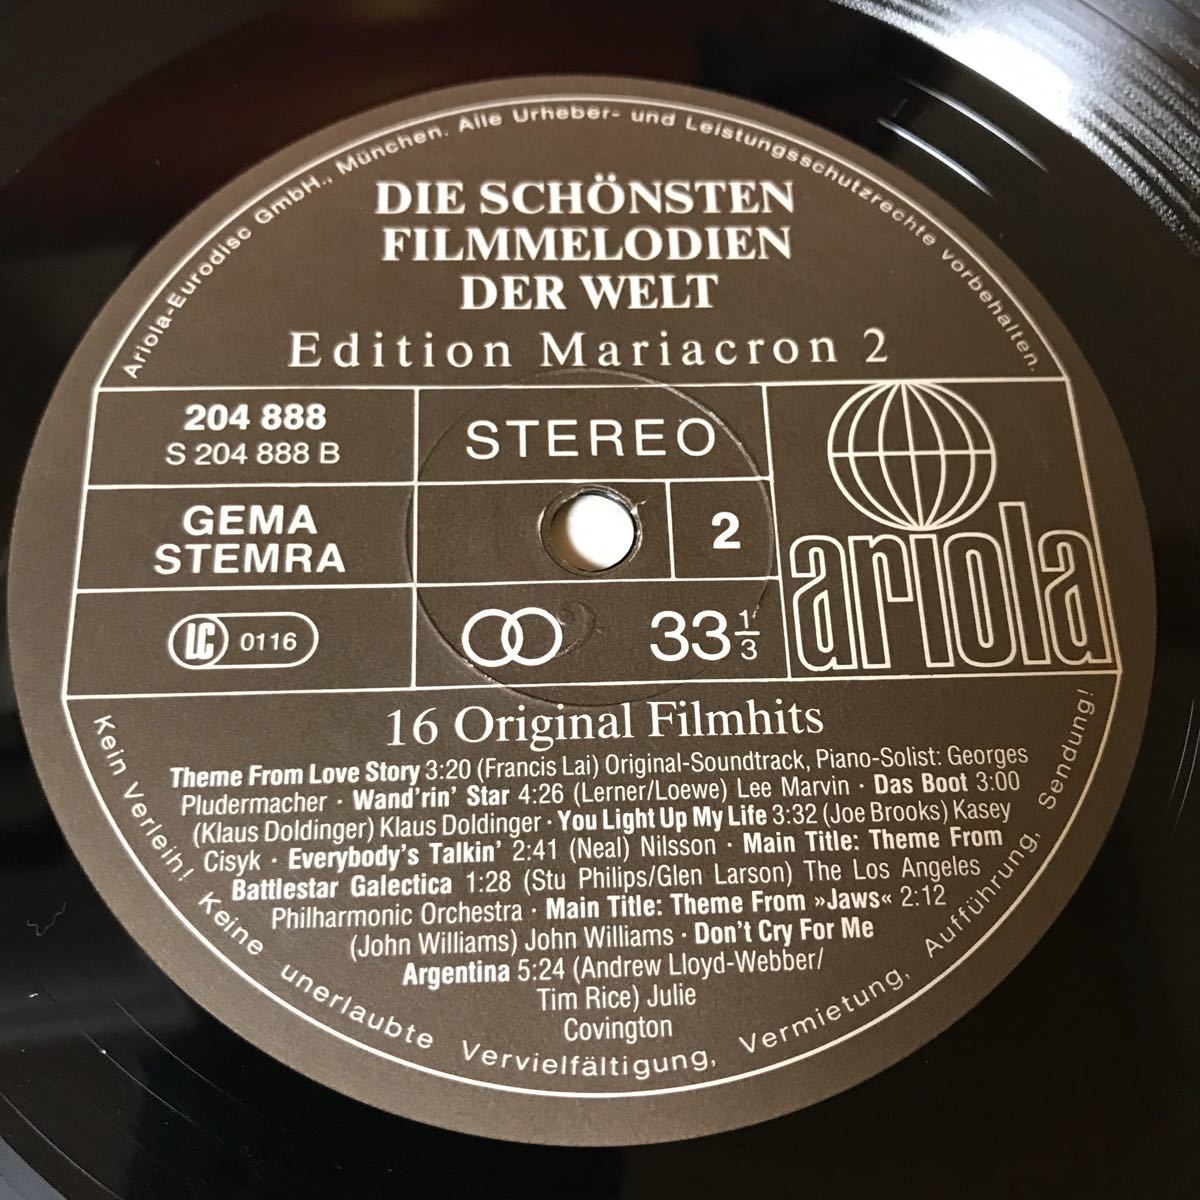 Ariola-Eurodisc GmbH., München. Alle Urheber- und Leistungsschutzrechte vorbehalten.
DIE SCHÖNSTEN
FILMMELODIEN
DER WELT
Edition Mariacron 2
204 888
S 204 888 B
STEREO
GEMA
STEMRA
2
LC 0116
33 1/3
ariola
16 Original Filmhits
Theme From Love Story 3:20 (Francis Lai) Original-Soundtrack, Piano-Solist: Georges
Pludermacher · Wand'rin' Star 4:26 (Lerner/Loewe) Lee Marvin · Das Boot 3:00
(Klaus Doldinger) Klaus Doldinger · You Light Up My Life 3:32 (Joe Brooks) Kasey
Cisyk · Everybody's Talkin' 2:41 (Neal) Nilsson · Main Title: Theme From
Battlestar Galectica 1:28 (Stu Philips/Glen Larson) The Los Angeles
Philharmonic Orchestra · Main Title: Theme From »Jaws« 2:12
(John Williams) John Williams · Don't Cry For Me
Argentina 5:24 (Andrew Lloyd-Webber/
Tim Rice) Julie
Covington
Kein Verleih! Keine unerlaubte Vervielfältigung, Vermietung, Aufführung, Sendung!